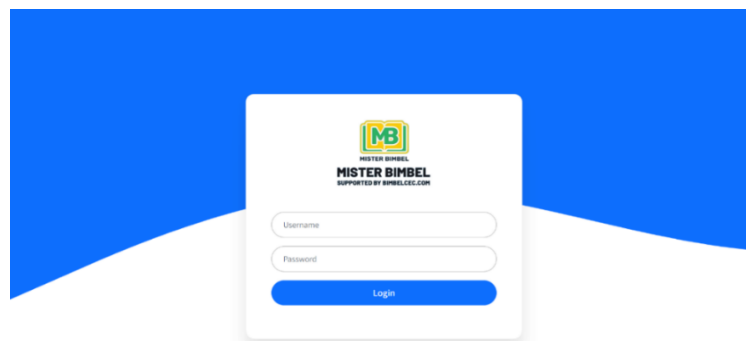 MB
MISTER BIMBEL
MISTER BIMBEL
SUPPORTED BY BIMBELCEC.COM
Username
Password
Login